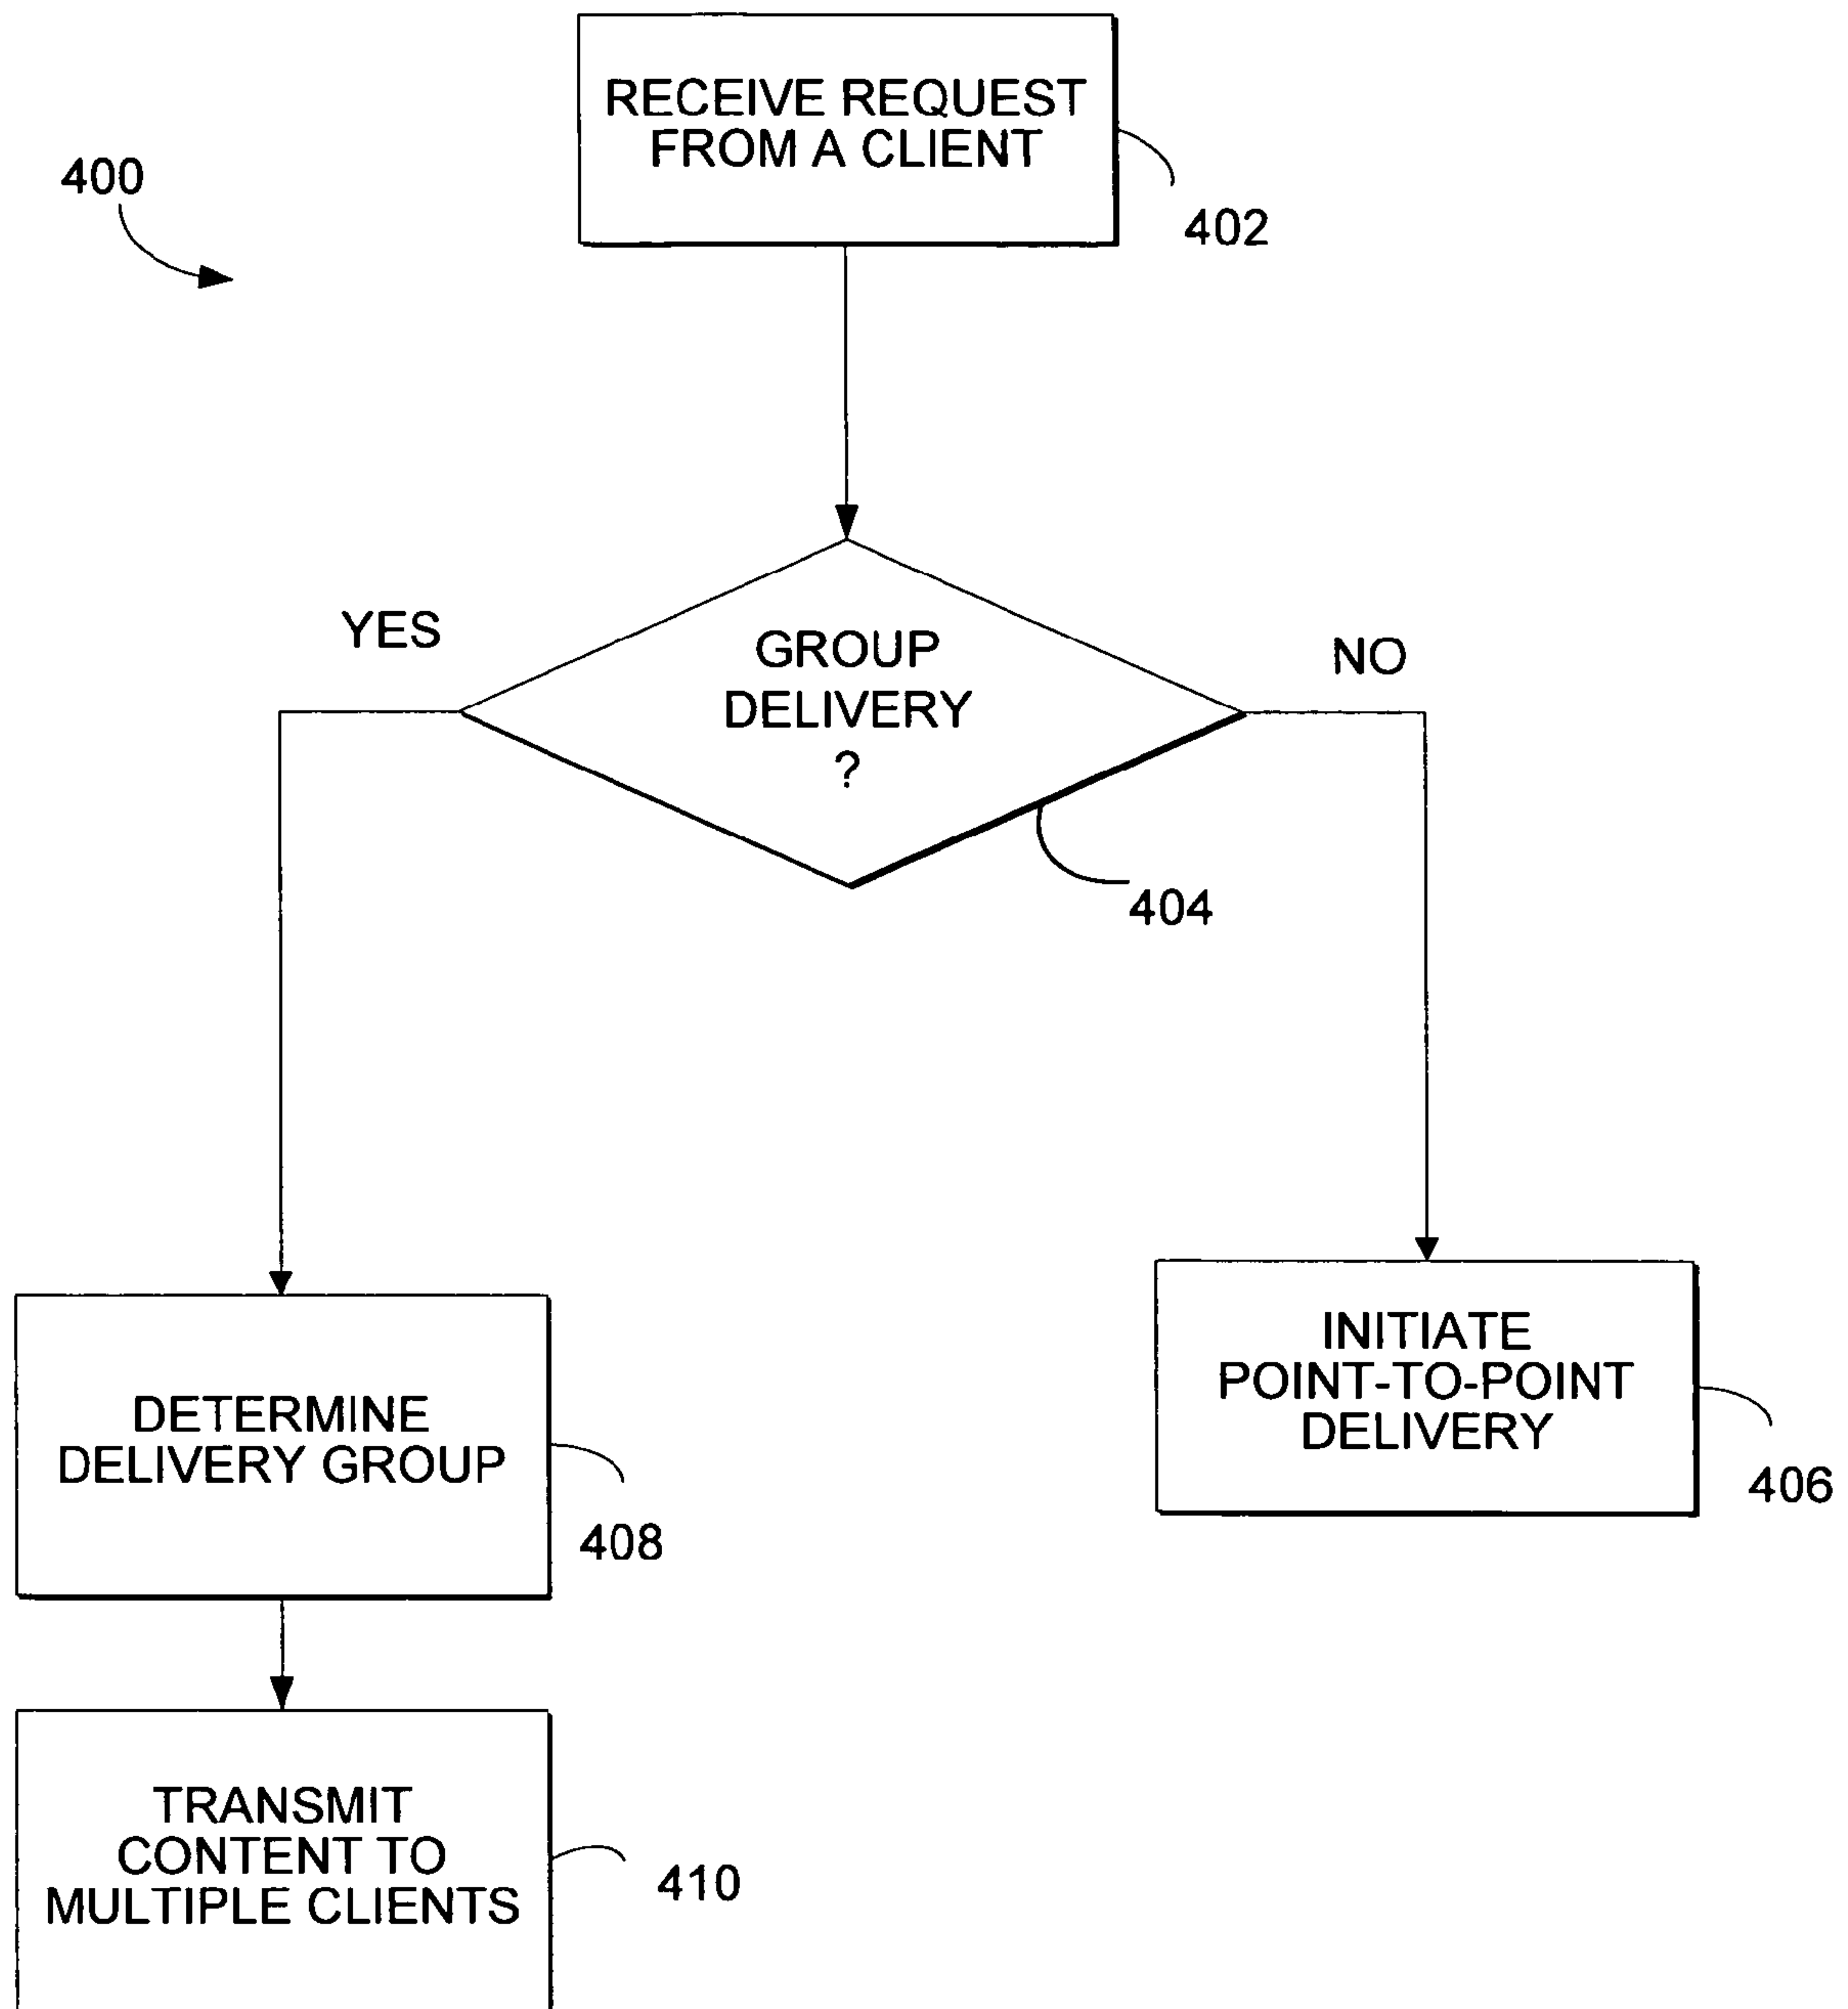 RECEIVE REQUEST
FROM A CLIENT
400
402
YES
GROUP
DELIVERY
?
NO
404
INITIATE
POINT-TO-POINT
DELIVERY
406
DETERMINE
DELIVERY GROUP
408
TRANSMIT
CONTENT TO
MULTIPLE CLIENTS
410